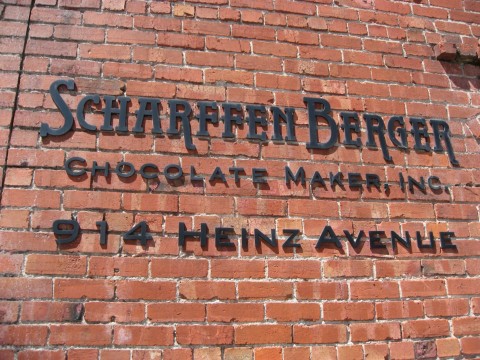 Scharffen Berger
Chocolate Maker, Inc.
914 Heinz Avenue